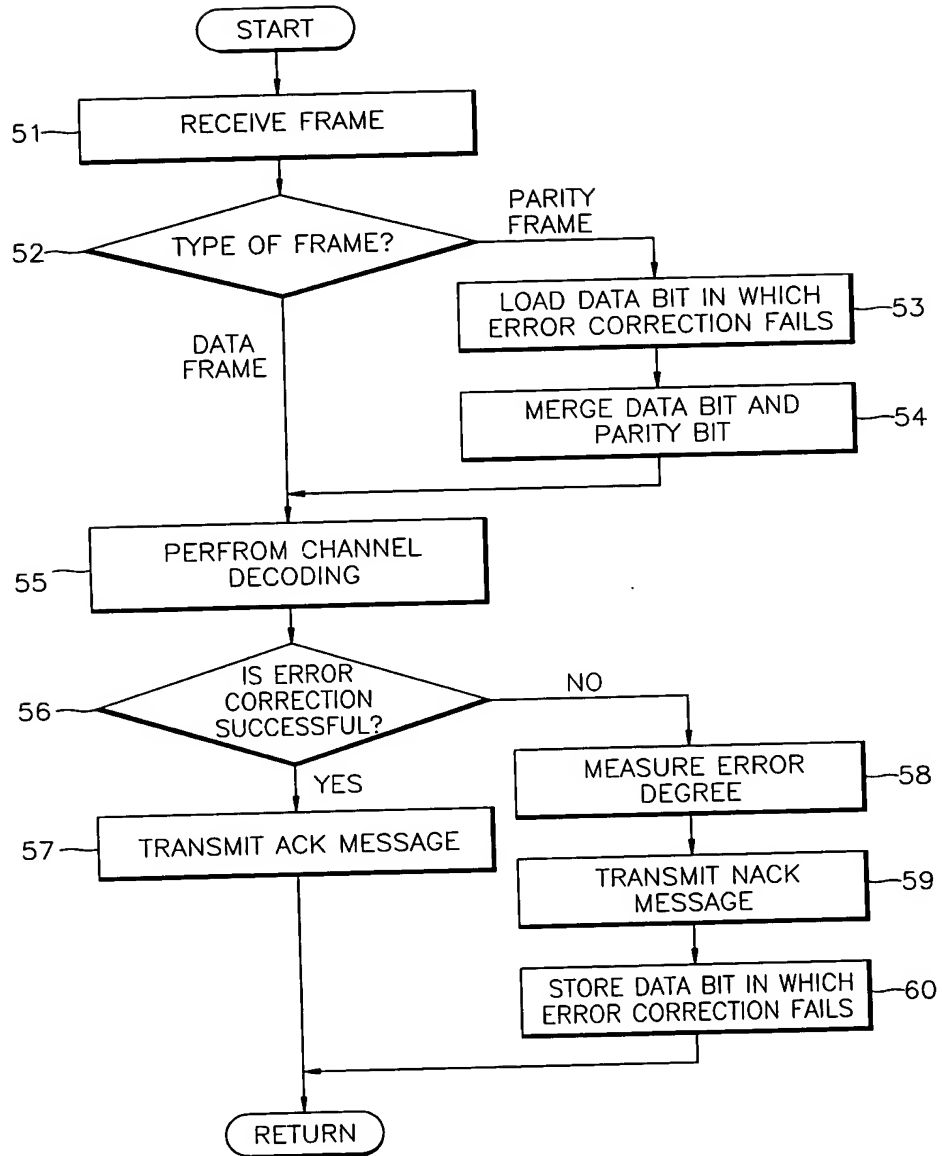 START
51
RECEIVE FRAME
52
TYPE OF FRAME?
PARITY
FRAME
DATA
FRAME
LOAD DATA BIT IN WHICH
ERROR CORRECTION FAILS
53
MERGE DATA BIT AND
PARITY BIT
54
55
PERFROM CHANNEL
DECODING
56
IS ERROR
CORRECTION
SUCCESSFUL?
NO
YES
57
TRANSMIT ACK MESSAGE
MEASURE ERROR
DEGREE
58
TRANSMIT NACK
MESSAGE
59
STORE DATA BIT IN WHICH
ERROR CORRECTION FAILS
60
RETURN